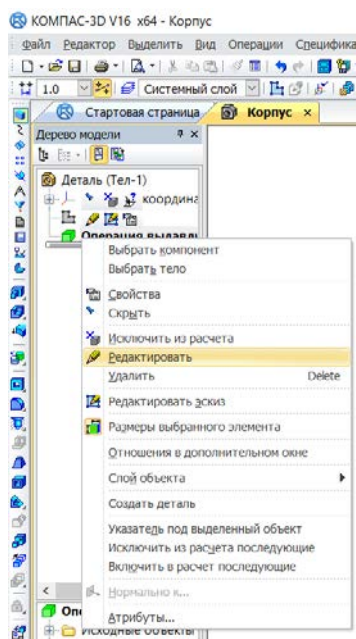 КОМПАС-3D V16 x64 - Корпус
Файл Редактор Выделить Вид Операции Специфика
1.0 Системный слой
Стартовая страница Корпус ×
Дерево модели
Деталь (Тел-1)
координа
Операция выдавл
Выбрать компонент
Выбрать тело
Свойства
Скрыть
Исключить из расчета
Редактировать
Удалить Delete
Редактировать эскиз
Размеры выбранного элемента
Отношения в дополнительном окне
Слой объекта
Создать деталь
Указатель под выделенный объект
Исключить из расчета последующие
Включить в расчет последующие
Нормально к...
Атрибуты...
Исходные объекты